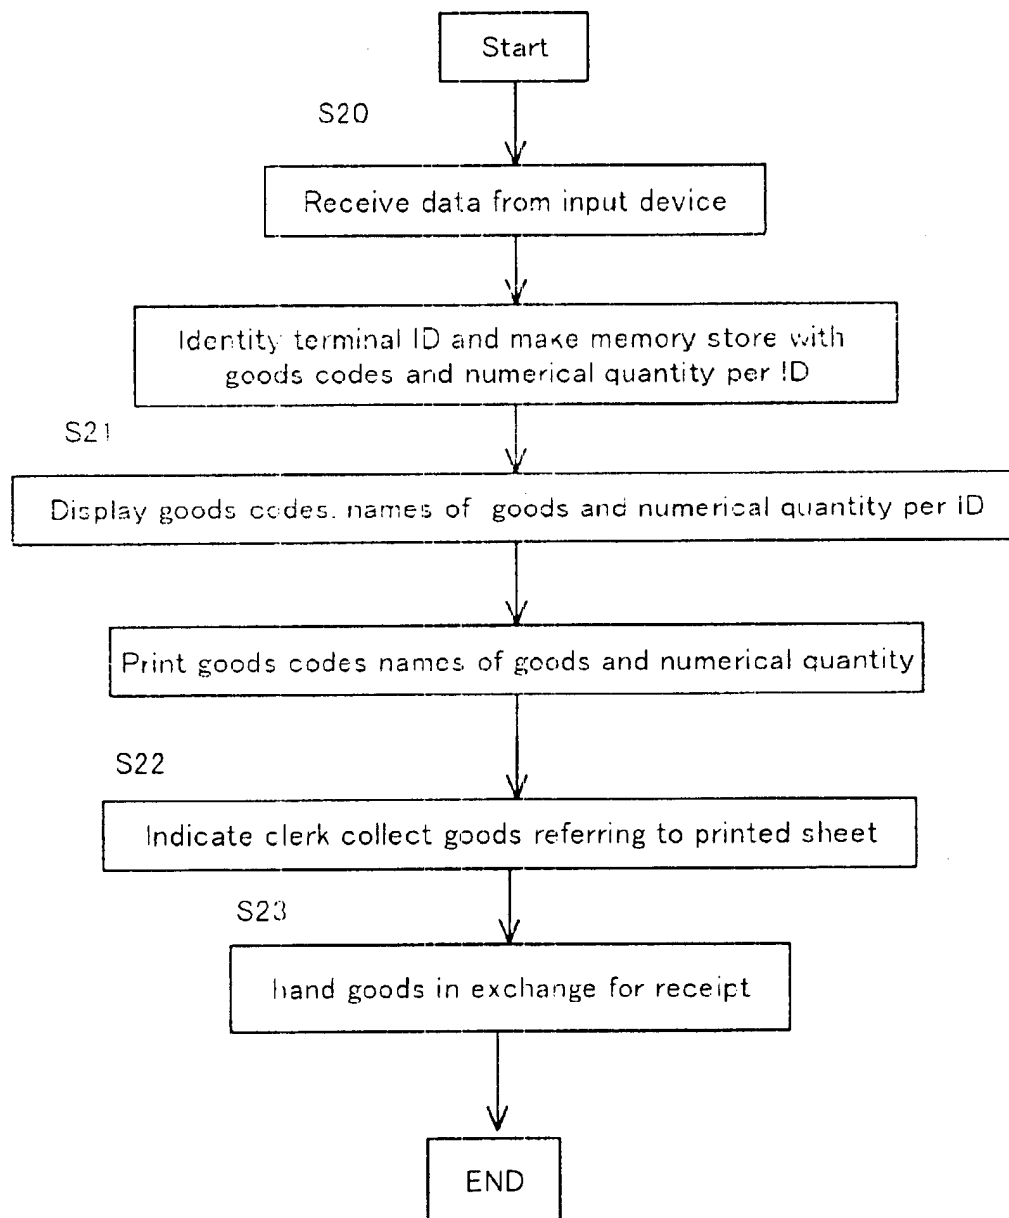 Start
S20
Receive data from input device
Identity terminal ID and make memory store with
goods codes and numerical quantity per ID
S21
Display goods codes. names of goods and numerical quantity per ID
Print goods codes names of goods and numerical quantity
S22
Indicate clerk collect goods referring to printed sheet
S23
hand goods in exchange for receipt
END